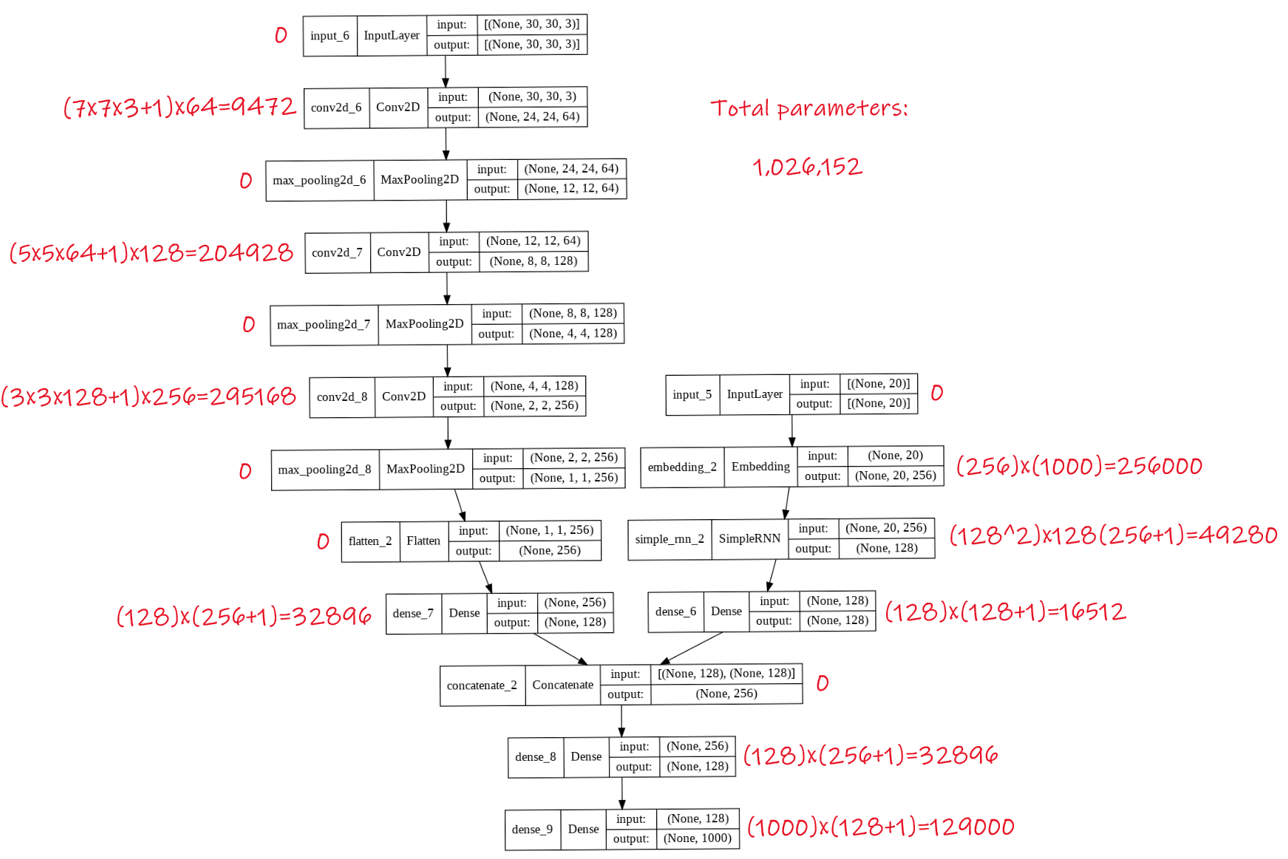 0
input_6 InputLayer input: [(None, 30, 30, 3)]
output: [(None, 30, 30, 3)]
(7x7x3+1)x64=9472
conv2d_6 Conv2D input: (None, 30, 30, 3)
output: (None, 24, 24, 64)
Total parameters:
1,026,152
0
max_pooling2d_6 MaxPooling2D input: (None, 24, 24, 64)
output: (None, 12, 12, 64)
(5x5x64+1)x128=204928
conv2d_7 Conv2D input: (None, 12, 12, 64)
output: (None, 8, 8, 128)
0
max_pooling2d_7 MaxPooling2D input: (None, 8, 8, 128)
output: (None, 4, 4, 128)
(3x3x128+1)x256=295168
conv2d_8 Conv2D input: (None, 4, 4, 128)
output: (None, 2, 2, 256)
0
max_pooling2d_8 MaxPooling2D input: (None, 2, 2, 256)
output: (None, 1, 1, 256)
0
flatten_2 Flatten input: (None, 1, 1, 256)
output: (None, 256)
(128)x(256+1)=32896
dense_7 Dense input: (None, 256)
output: (None, 128)
input_5 InputLayer input: [(None, 20)]
output: [(None, 20)]
0
embedding_2 Embedding input: (None, 20)
output: (None, 20, 256)
(256)x(1000)=256000
simple_rnn_2 SimpleRNN input: (None, 20, 256)
output: (None, 128)
(128^2)x128(256+1)=49280
dense_6 Dense input: (None, 128)
output: (None, 128)
(128)x(128+1)=16512
concatenate_2 Concatenate input: [(None, 128), (None, 128)]
output: (None, 256)
0
dense_8 Dense input: (None, 256)
output: (None, 128)
(128)x(256+1)=32896
dense_9 Dense input: (None, 128)
output: (None, 1000)
(1000)x(128+1)=129000